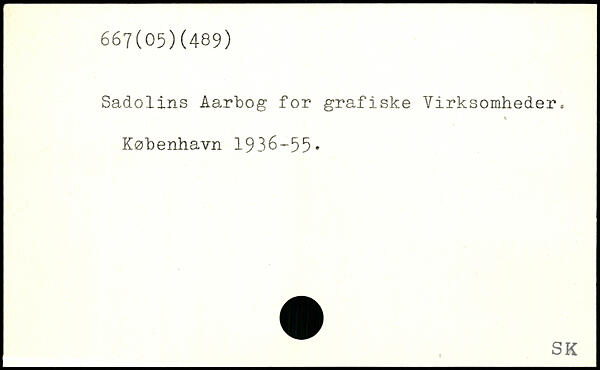 667(05)(489)
Sadolins Aarbog for grafiske Virksomheder.
København 1936-55.
SK